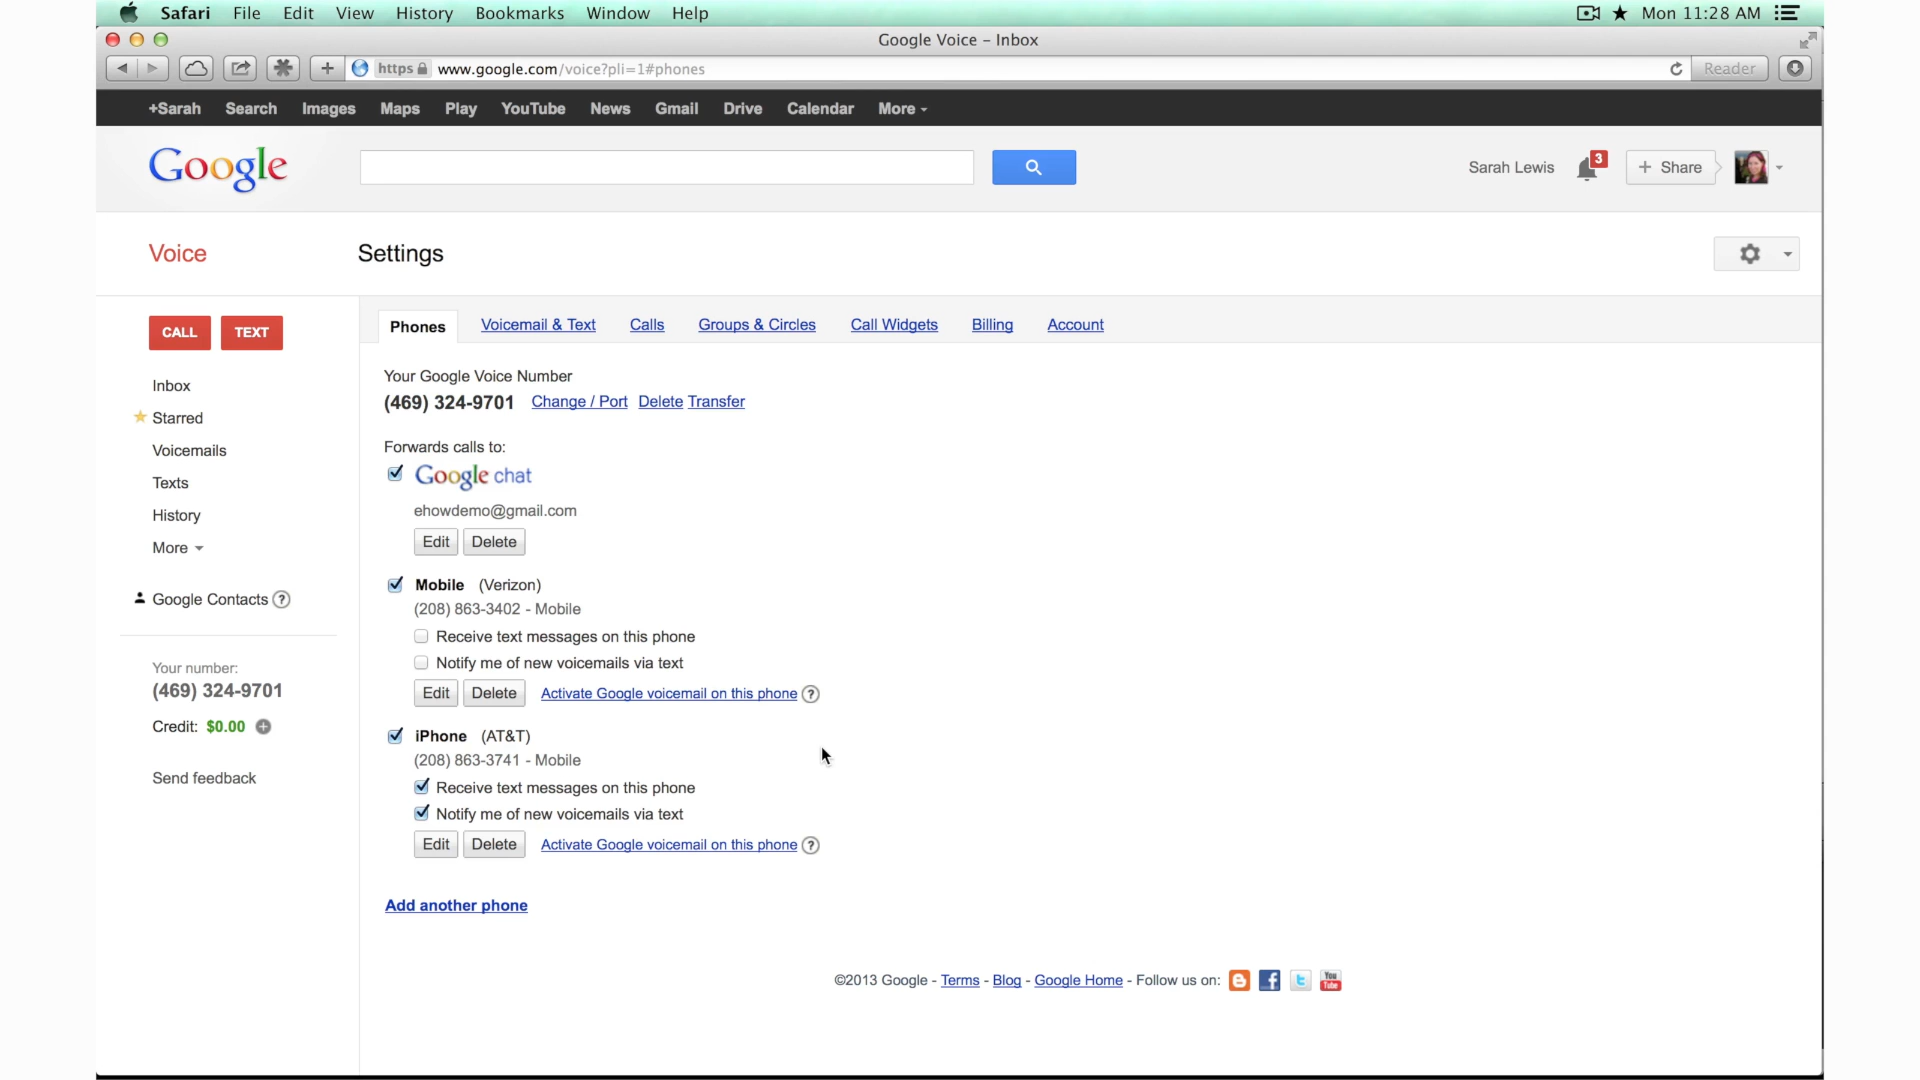 Safari File Edit View History Bookmarks Window Help Mon 11:28 AM
Google Voice – Inbox
https www.google.com/voice?pli=1#phones Reader
+Sarah Search Images Maps Play YouTube News Gmail Drive Calendar More
Google Sarah Lewis 3 + Share
Voice Settings
Phones Voicemail & Text Calls Groups & Circles Call Widgets Billing Account
CALL TEXT
Inbox
Starred
Voicemails
Texts
History
More
Google Contacts ?
Your number:
(469) 324-9701
Credit: $0.00 +
Send feedback
Your Google Voice Number
(469) 324-9701 Change / Port Delete Transfer
Forwards calls to:
Google chat
ehowdemo@gmail.com
Edit Delete
Mobile (Verizon)
(208) 863-3402 - Mobile
Receive text messages on this phone
Notify me of new voicemails via text
Edit Delete Activate Google voicemail on this phone ?
iPhone (AT&T)
(208) 863-3741 - Mobile
Receive text messages on this phone
Notify me of new voicemails via text
Edit Delete Activate Google voicemail on this phone ?
Add another phone
©2013 Google - Terms - Blog - Google Home - Follow us on: f t You Tube